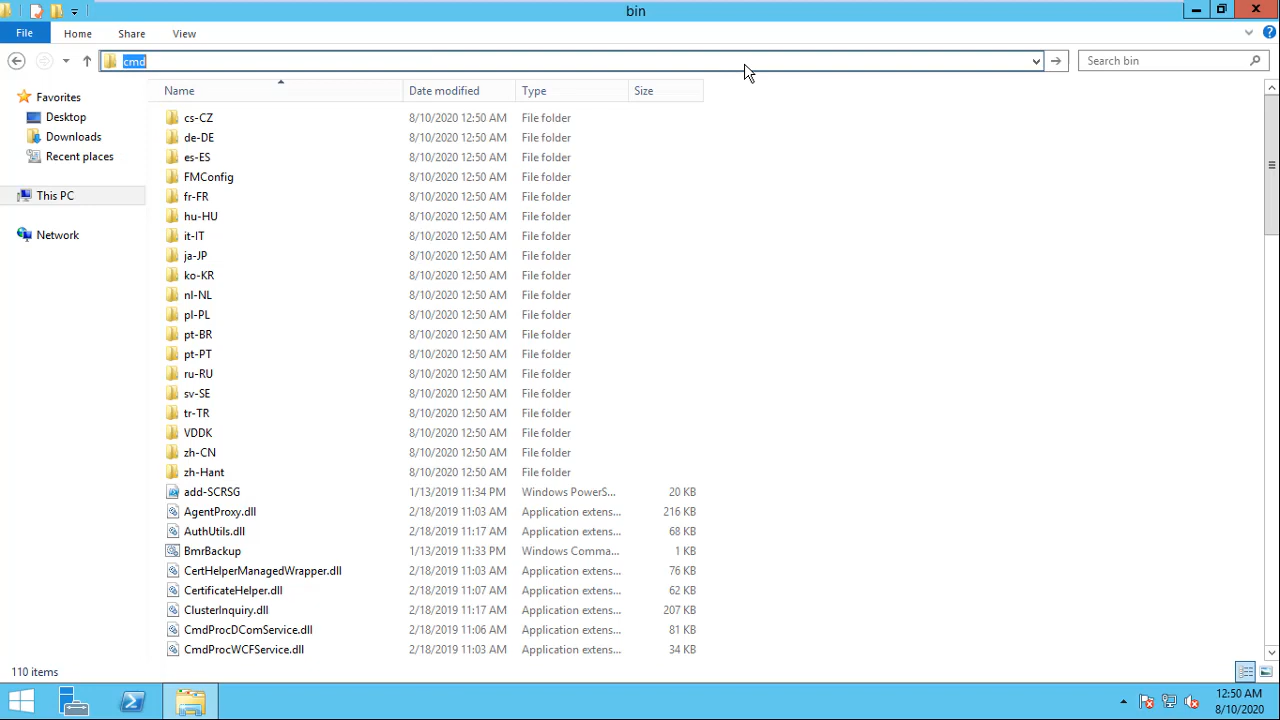 bin
File Home Share View
cmd
Search bin
Favorites
Desktop
Downloads
Recent places
This PC
Network
Name Date modified Type Size
cs-CZ 8/10/2020 12:50 AM File folder
de-DE 8/10/2020 12:50 AM File folder
es-ES 8/10/2020 12:50 AM File folder
FMConfig 8/10/2020 12:50 AM File folder
fr-FR 8/10/2020 12:50 AM File folder
hu-HU 8/10/2020 12:50 AM File folder
it-IT 8/10/2020 12:50 AM File folder
ja-JP 8/10/2020 12:50 AM File folder
ko-KR 8/10/2020 12:50 AM File folder
nl-NL 8/10/2020 12:50 AM File folder
pl-PL 8/10/2020 12:50 AM File folder
pt-BR 8/10/2020 12:50 AM File folder
pt-PT 8/10/2020 12:50 AM File folder
ru-RU 8/10/2020 12:50 AM File folder
sv-SE 8/10/2020 12:50 AM File folder
tr-TR 8/10/2020 12:50 AM File folder
VDDK 8/10/2020 12:50 AM File folder
zh-CN 8/10/2020 12:50 AM File folder
zh-Hant 8/10/2020 12:50 AM File folder
add-SCRSG 1/13/2019 11:34 PM Windows PowerS... 20 KB
AgentProxy.dll 2/18/2019 11:03 AM Application extens... 216 KB
AuthUtils.dll 2/18/2019 11:17 AM Application extens... 68 KB
BmrBackup 1/13/2019 11:33 PM Windows Comma... 1 KB
CertHelperManagedWrapper.dll 2/18/2019 11:03 AM Application extens... 76 KB
CertificateHelper.dll 2/18/2019 11:07 AM Application extens... 62 KB
ClusterInquiry.dll 2/18/2019 11:17 AM Application extens... 207 KB
CmdProcDComService.dll 2/18/2019 11:06 AM Application extens... 81 KB
CmdProcWCFService.dll 2/18/2019 11:03 AM Application extens... 34 KB
110 items
12:50 AM
8/10/2020